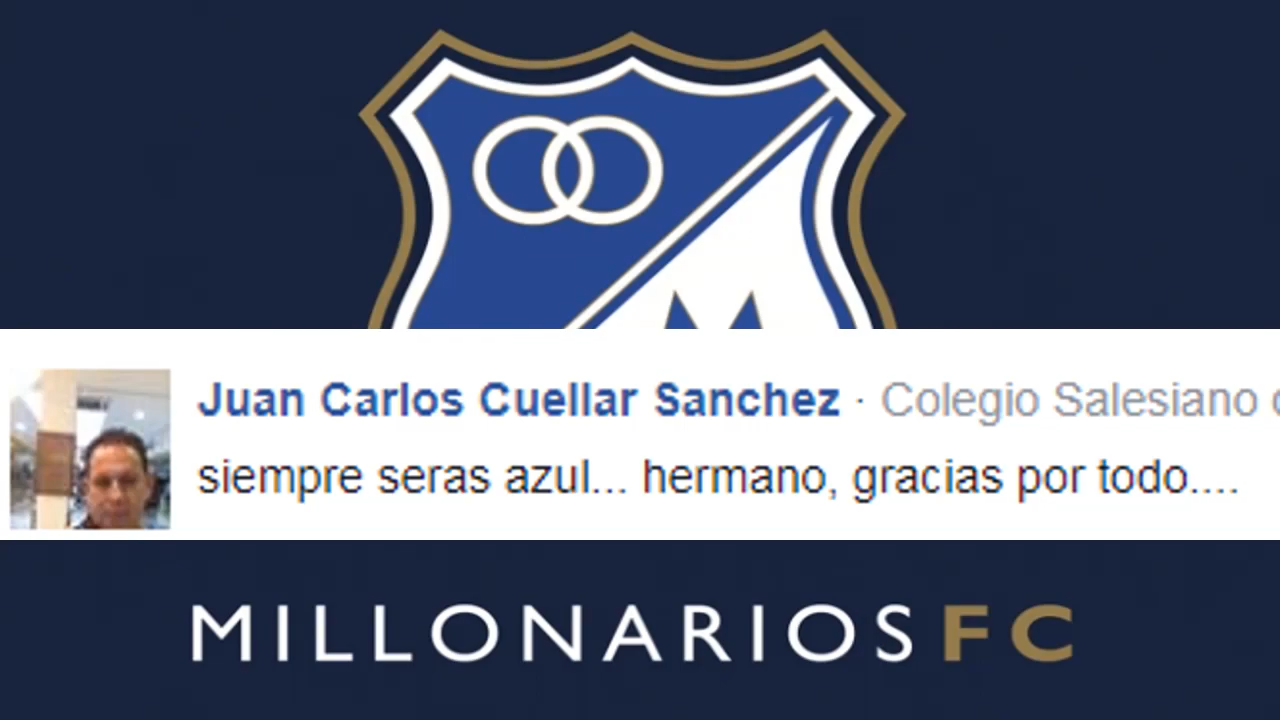 M
Juan Carlos Cuellar Sanchez · Colegio Salesiano
siempre seras azul... hermano, gracias por todo....
MILLONARIOS FC